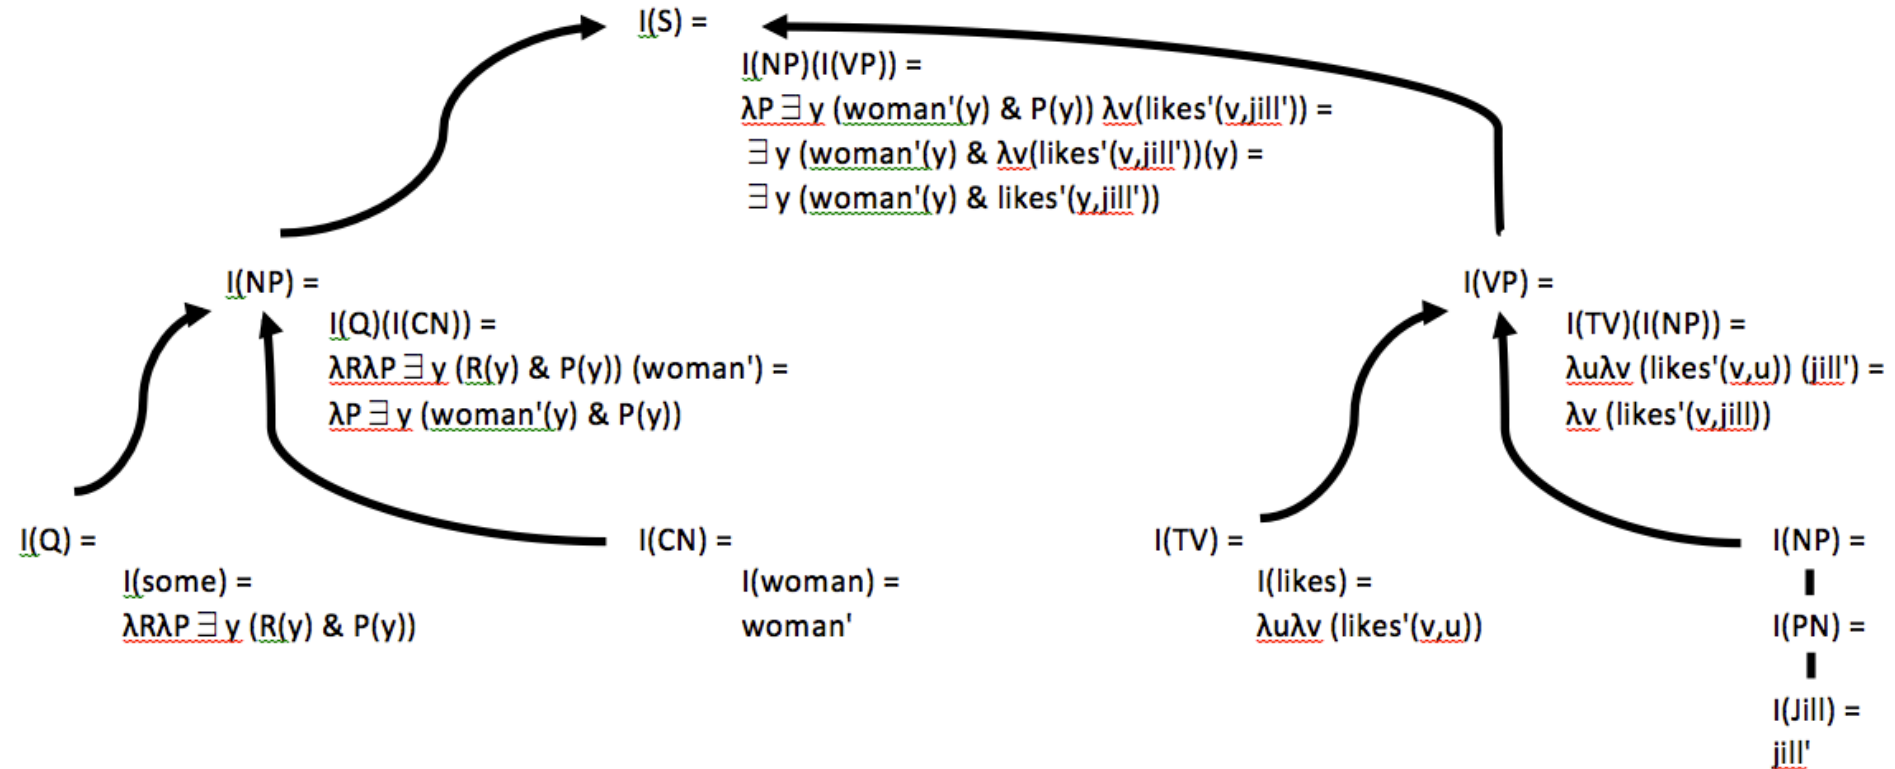 I(S) =
I(NP)(I(VP)) =
λP∃y (woman'(y) & P(y)) λv(likes'(v,jill')) =
∃y (woman'(y) & λv(likes'(v,jill'))(y) =
∃y (woman'(y) & likes'(y,jill'))
I(NP) =
I(Q)(I(CN)) =
λRλP∃y (R(y) & P(y)) (woman') =
λP∃y (woman'(y) & P(y))
I(VP) =
I(TV)(I(NP)) =
λuλv (likes'(v,u)) (jill') =
λv (likes'(v,jill))
I(Q) =
I(some) =
λRλP∃y (R(y) & P(y))
I(CN) =
I(woman) =
woman'
I(TV) =
I(likes) =
λuλv (likes'(v,u))
I(NP) =
I(PN) =
I(Jill) =
jill'